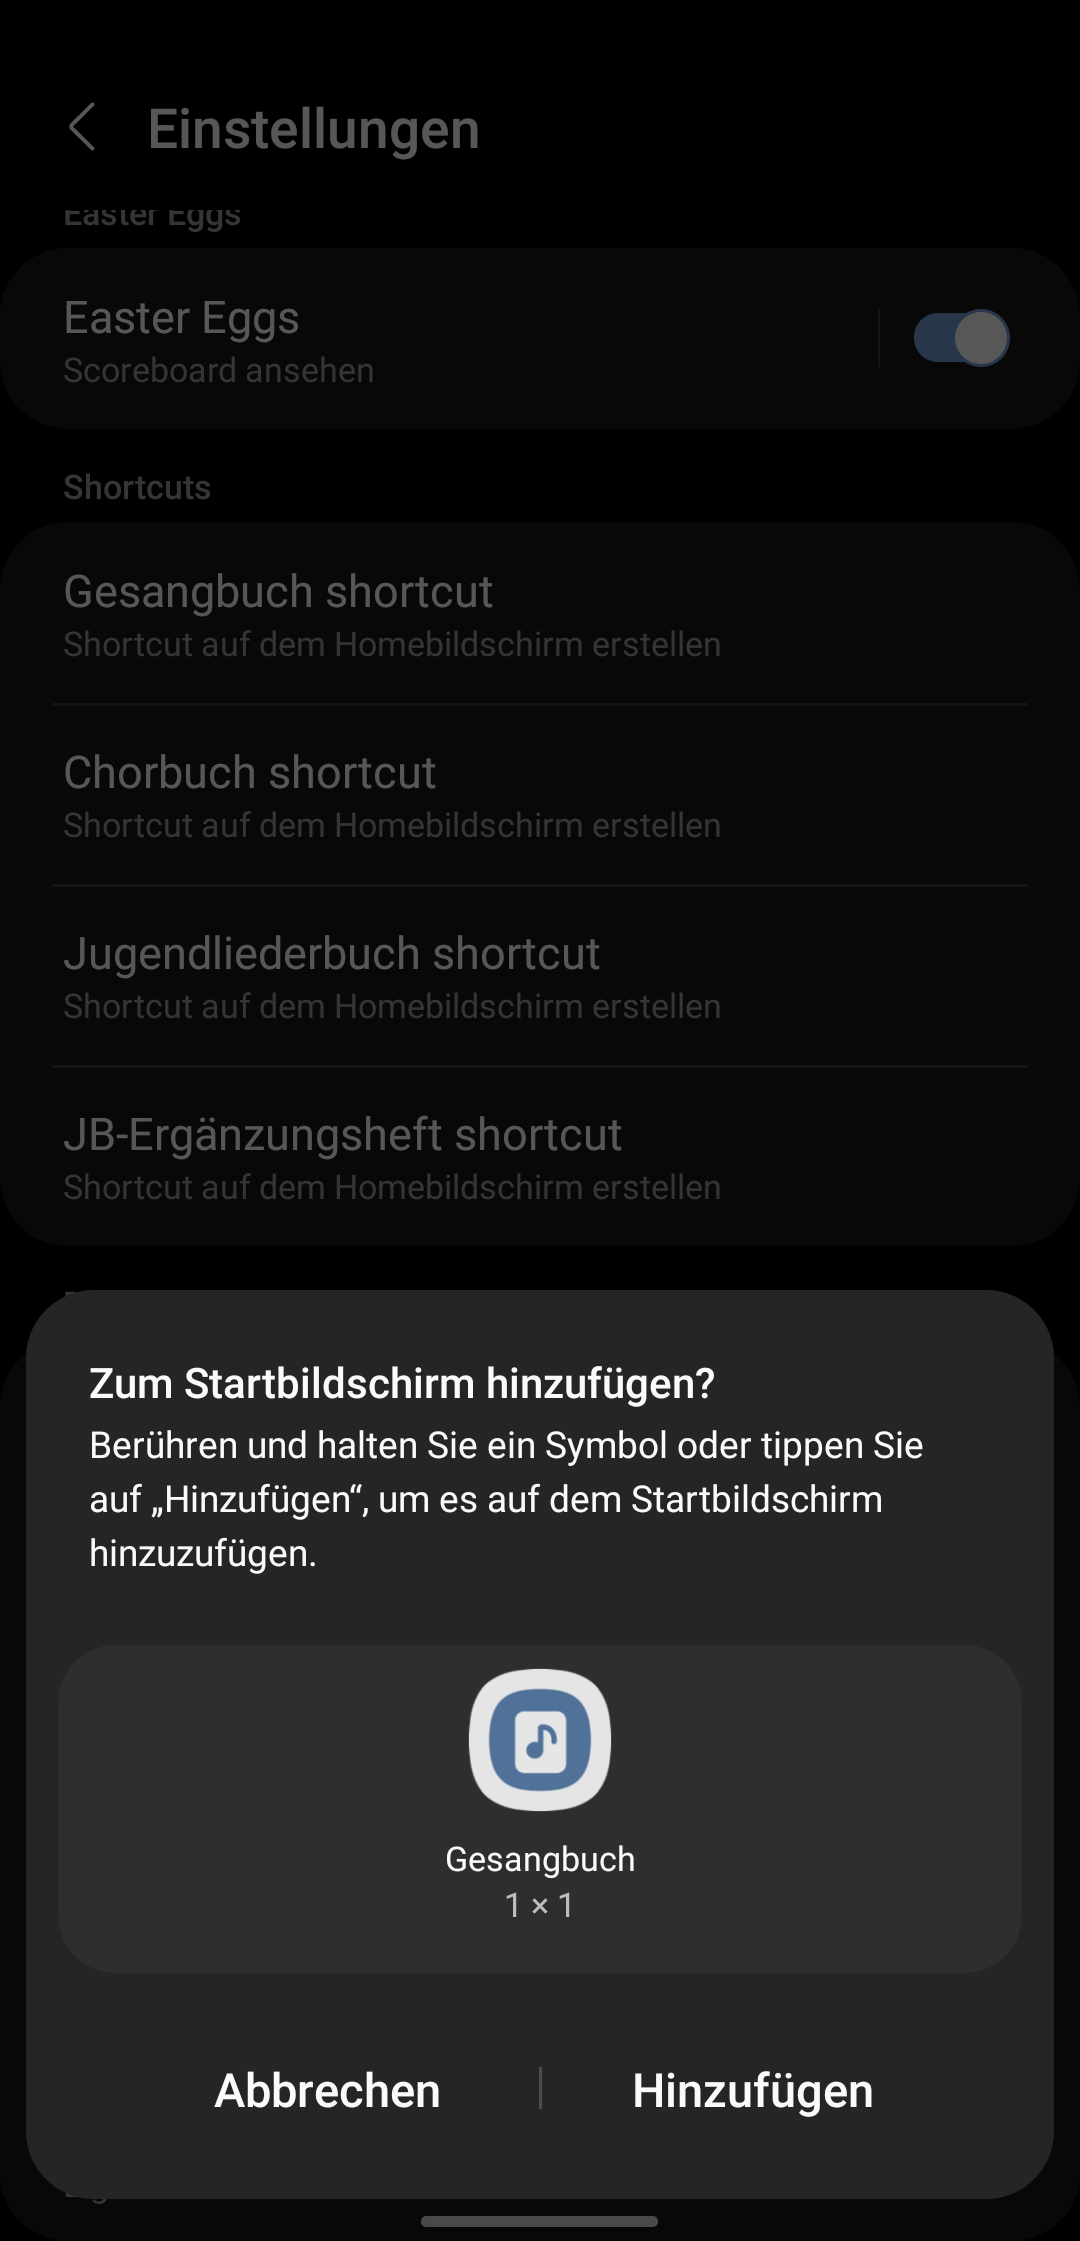 Einstellungen
Easter Eggs
Easter Eggs
Scoreboard ansehen
Shortcuts
Gesangbuch shortcut
Shortcut auf dem Homebildschirm erstellen
Chorbuch shortcut
Shortcut auf dem Homebildschirm erstellen
Jugendliederbuch shortcut
Shortcut auf dem Homebildschirm erstellen
JB-Ergänzungsheft shortcut
Shortcut auf dem Homebildschirm erstellen
Zum Startbildschirm hinzufügen?
Berühren und halten Sie ein Symbol oder tippen Sie
auf „Hinzufügen“, um es auf dem Startbildschirm
hinzuzufügen.
Gesangbuch
1 × 1
Abbrechen
Hinzufügen